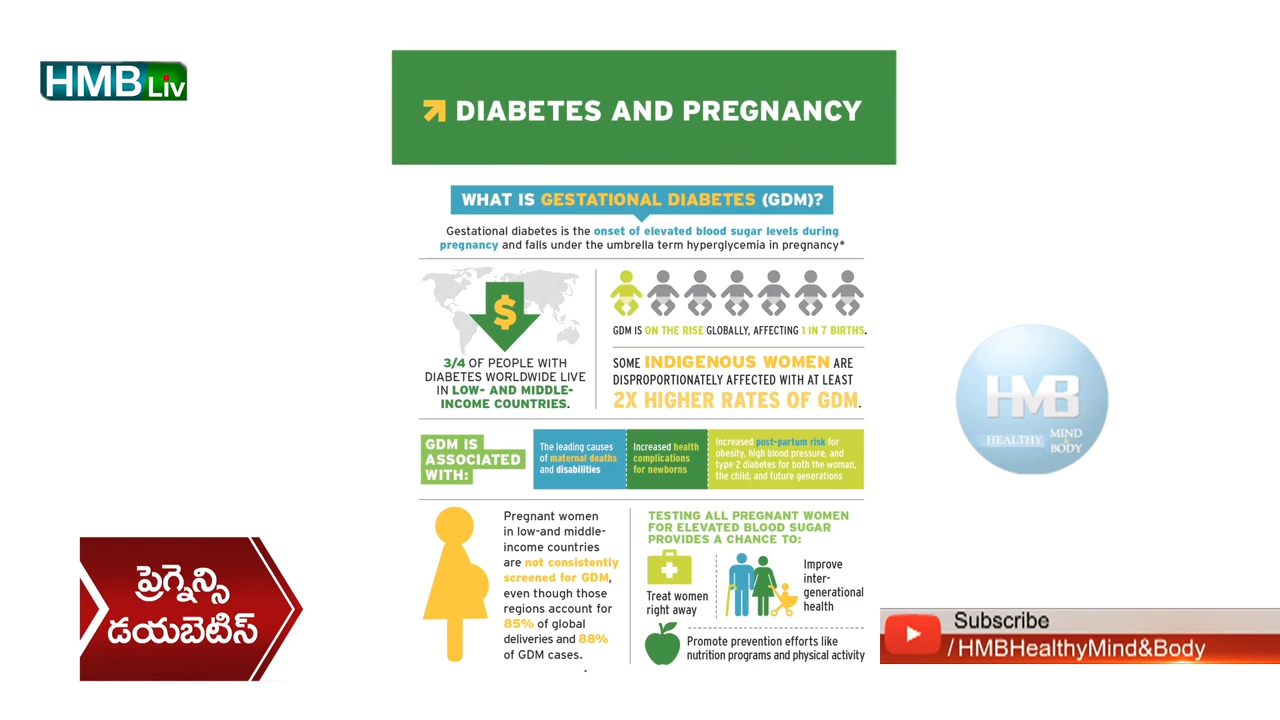 HMB Liv
DIABETES AND PREGNANCY
WHAT IS GESTATIONAL DIABETES (GDM)?
Gestational diabetes is the onset of elevated blood sugar levels during
pregnancy and falls under the umbrella term hyperglycemia in pregnancy*
$
3/4 OF PEOPLE WITH
DIABETES WORLDWIDE LIVE
IN LOW- AND MIDDLE-
INCOME COUNTRIES.
GDM IS ON THE RISE GLOBALLY, AFFECTING 1 IN 7 BIRTHS.
SOME INDIGENOUS WOMEN ARE
DISPROPORTIONATELY AFFECTED WITH AT LEAST
2X HIGHER RATES OF GDM.
GDM IS
ASSOCIATED
WITH:
The leading causes
of maternal deaths
and disabilities
Increased health
complications
for newborns
Increased post-partum risk for
obesity, high blood pressure, and
type 2 diabetes for both the woman,
the child, and future generations
Pregnant women
in low-and middle-
income countries
are not consistently
screened for GDM,
even though those
regions account for
85% of global
deliveries and 88%
of GDM cases.
TESTING ALL PREGNANT WOMEN
FOR ELEVATED BLOOD SUGAR
PROVIDES A CHANCE TO:
Treat women
right away
Improve
inter-
generational
health
Promote prevention efforts like
nutrition programs and physical activity
HMB
HEALTHY MIND & BODY
ప్రెగ్నెన్సి
డయబెటిస్
Subscribe
/HMBHealthyMind&Body